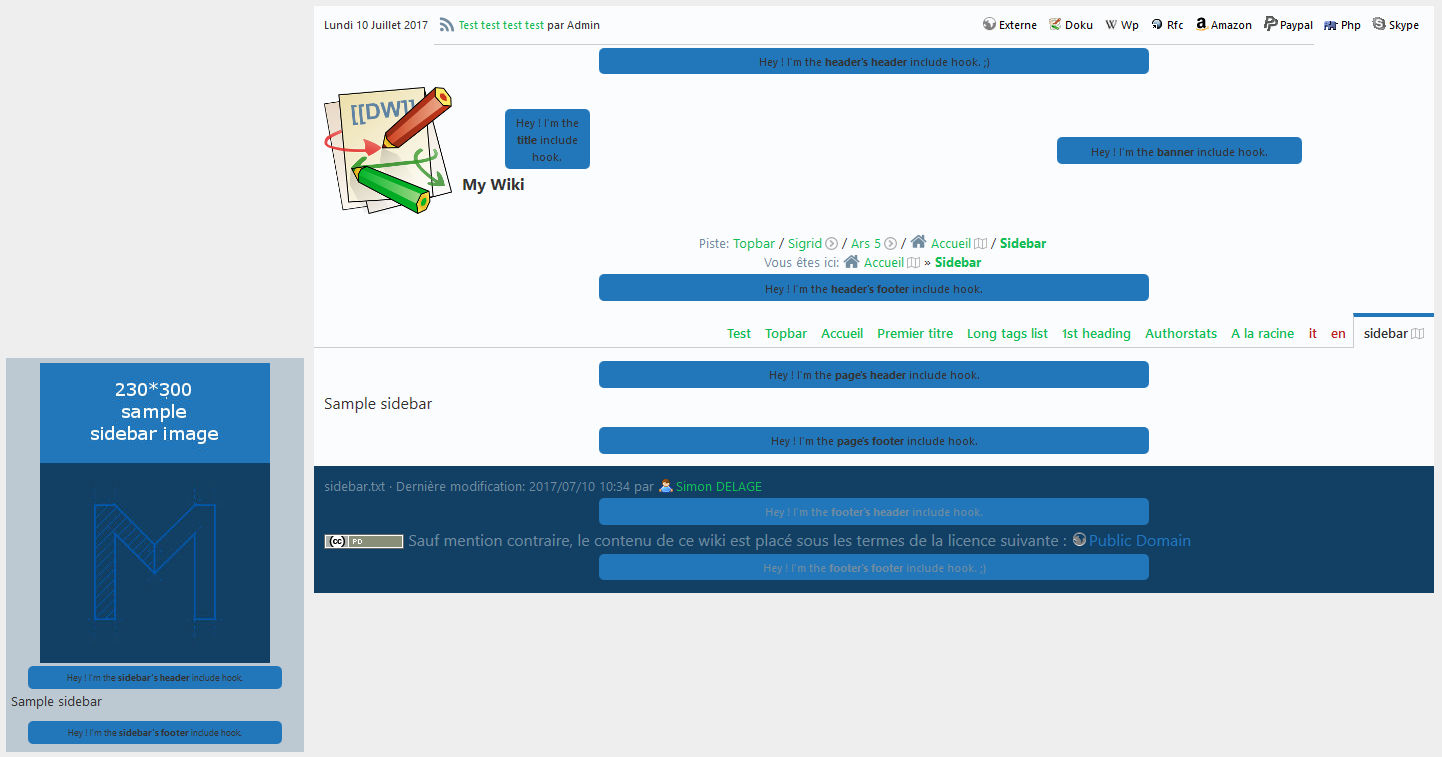 Lundi 10 Juillet 2017 Test test test test par Admin Externe Doku Wp Rfc Amazon Paypal Php Skype
Hey ! I'm the header's header include hook. ;)
[[DW]]
Hey ! I'm the
title include
hook.
Hey ! I'm the banner include hook.
My Wiki
Piste: Topbar / Sigrid / Ars 5 / Accueil / Sidebar
Vous êtes ici: Accueil » Sidebar
Hey ! I'm the header's footer include hook.
Test Topbar Accueil Premier titre Long tags list 1st heading Authorstats A la racine it en sidebar
Hey ! I'm the page's header include hook.
Sample sidebar
Hey ! I'm the page's footer include hook.
sidebar.txt · Dernière modification: 2017/07/10 10:34 par Simon DELAGE
Hey ! I'm the footer's header include hook.
(cc) PD Sauf mention contraire, le contenu de ce wiki est placé sous les termes de la licence suivante : Public Domain
Hey ! I'm the footer's footer include hook. ;)
230*300
sample
sidebar image
M
Hey ! I'm the sidebar's header include hook.
Sample sidebar
Hey ! I'm the sidebar's footer include hook.